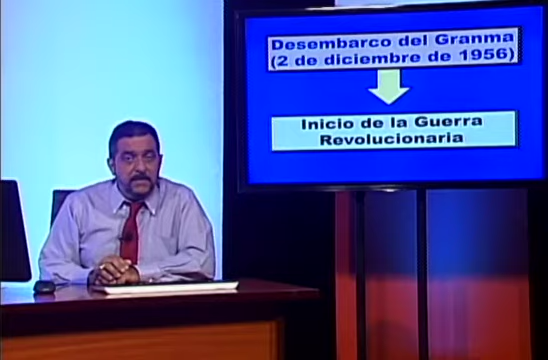 Desembarco del Granma
(2 de diciembre de 1956)
Inicio de la Guerra
Revolucionaria